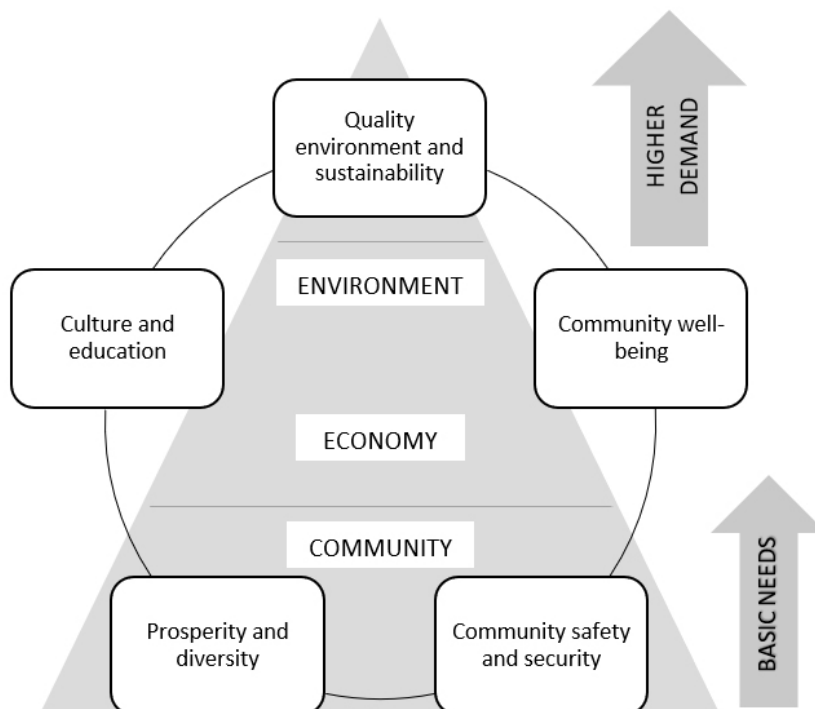 Quality
environment and
sustainability
HIGHER
DEMAND
ENVIRONMENT
Culture and
education
Community well-
being
ECONOMY
COMMUNITY
Prosperity and
diversity
Community safety
and security
BASIC NEEDS